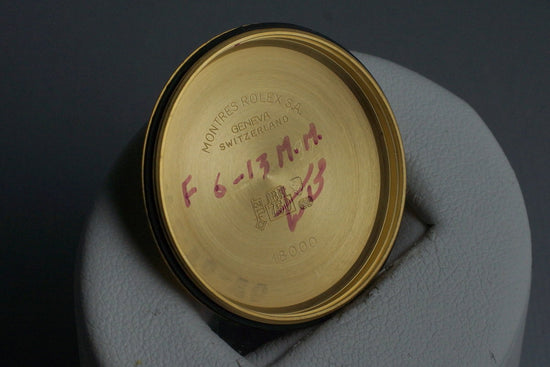 MONTRES ROLEX S.A.
GENEVA
SWITZERLAND
F 6-13 M.M.
18000